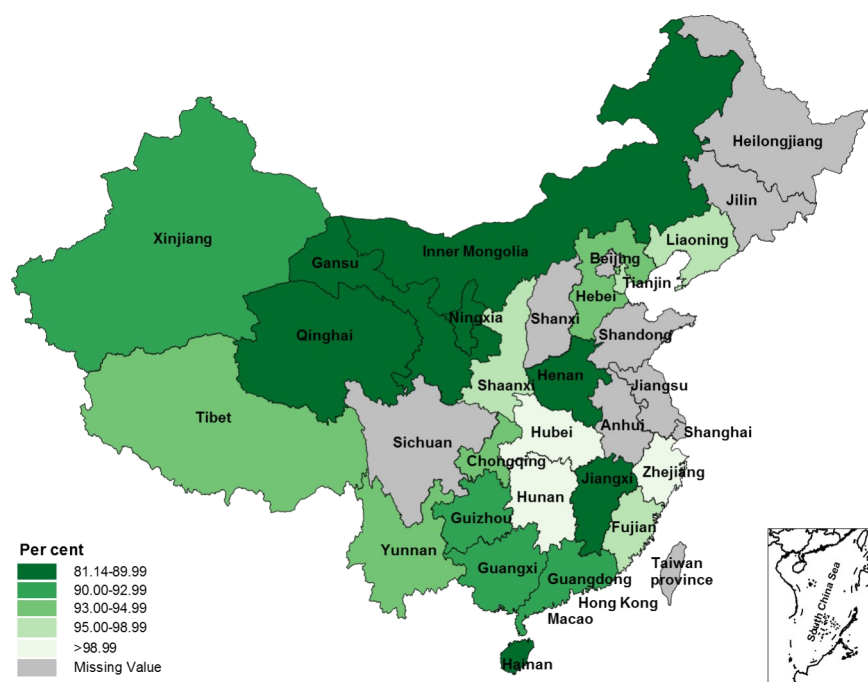 Heilongjiang
Jilin
Xinjiang
Inner Mongolia
Liaoning
Gansu
Beijing
Tianjin
Hebei
Ningxia
Shanxi
Qinghai
Shandong
Henan
Shaanxi
Jiangsu
Tibet
Anhui
Hubei
Shanghai
Sichuan
Chongqing
Zhejiang
Jiangxi
Hunan
Guizhou
Fujian
Yunnan
Guangxi
Guangdong
Taiwan
province
Hong Kong
Macao
Hainan
South China Sea
Per cent
81.14-89.99
90.00-92.99
93.00-94.99
95.00-98.99
>98.99
Missing Value